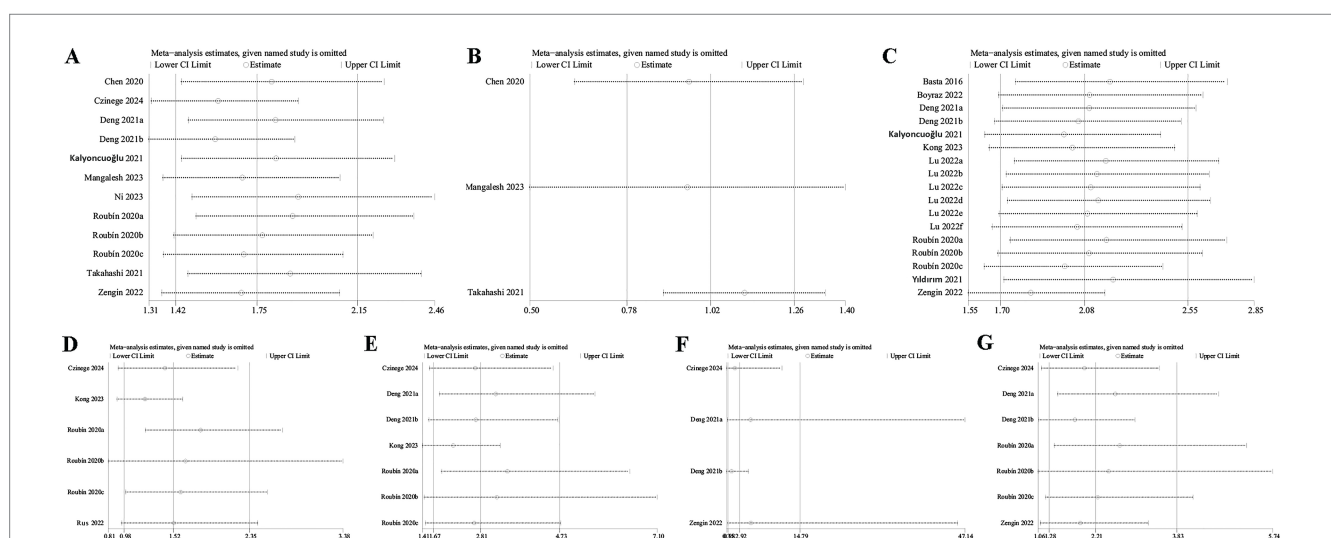 A
Meta-analysis estimates, given named study is omitted
Lower CI Limit Estimate Upper CI Limit
Chen 2020
Czinege 2024
Deng 2021a
Deng 2021b
Kalyoncuoğlu 2021
Mangalesh 2023
Ni 2023
Roubín 2020a
Roubín 2020b
Roubín 2020c
Takahashi 2021
Zengin 2022
1.31 1.42 1.75 2.15 2.46
B
Meta-analysis estimates, given named study is omitted
Lower CI Limit Estimate Upper CI Limit
Chen 2020
Mangalesh 2023
Takahashi 2021
0.50 0.78 1.02 1.26 1.40
C
Meta-analysis estimates, given named study is omitted
Lower CI Limit Estimate Upper CI Limit
Basta 2016
Boyraz 2022
Deng 2021a
Deng 2021b
Kalyoncuoğlu 2021
Kong 2023
Lu 2022a
Lu 2022b
Lu 2022c
Lu 2022d
Lu 2022e
Lu 2022f
Roubín 2020a
Roubín 2020b
Roubín 2020c
Yıldırım 2021
Zengin 2022
1.55 1.70 2.08 2.55 2.85
D
Meta-analysis estimates, given named study is omitted
Lower CI Limit Estimate Upper CI Limit
Czinege 2024
Kong 2023
Roubín 2020a
Roubín 2020b
Roubín 2020c
Rus 2022
0.81 0.98 1.52 2.35 3.38
E
Meta-analysis estimates, given named study is omitted
Lower CI Limit Estimate Upper CI Limit
Czinege 2024
Deng 2021a
Deng 2021b
Kong 2023
Roubín 2020a
Roubín 2020b
Roubín 2020c
1.41 1.67 2.81 4.73 7.10
F
Meta-analysis estimates, given named study is omitted
Lower CI Limit Estimate Upper CI Limit
Czinege 2024
Deng 2021a
Deng 2021b
Zengin 2022
2.92 14.79 47.14
G
Meta-analysis estimates, given named study is omitted
Lower CI Limit Estimate Upper CI Limit
Czinege 2024
Deng 2021a
Deng 2021b
Roubín 2020a
Roubín 2020b
Roubín 2020c
Zengin 2022
1.06 1.28 2.21 3.83 5.74